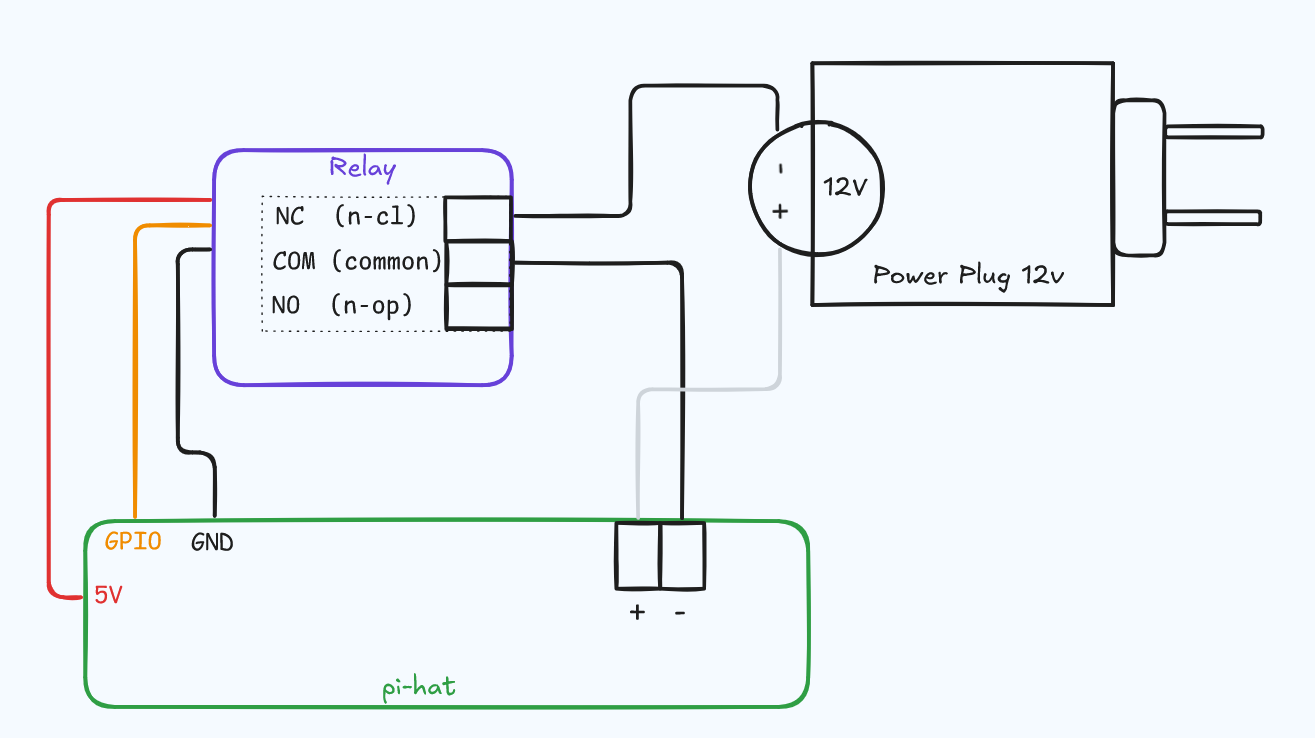 Relay
NC (n-cl)
COM (common)
NO (n-op)
-
+
12V
Power Plug 12v
GPIO
GND
5V
+ -
pi-hat